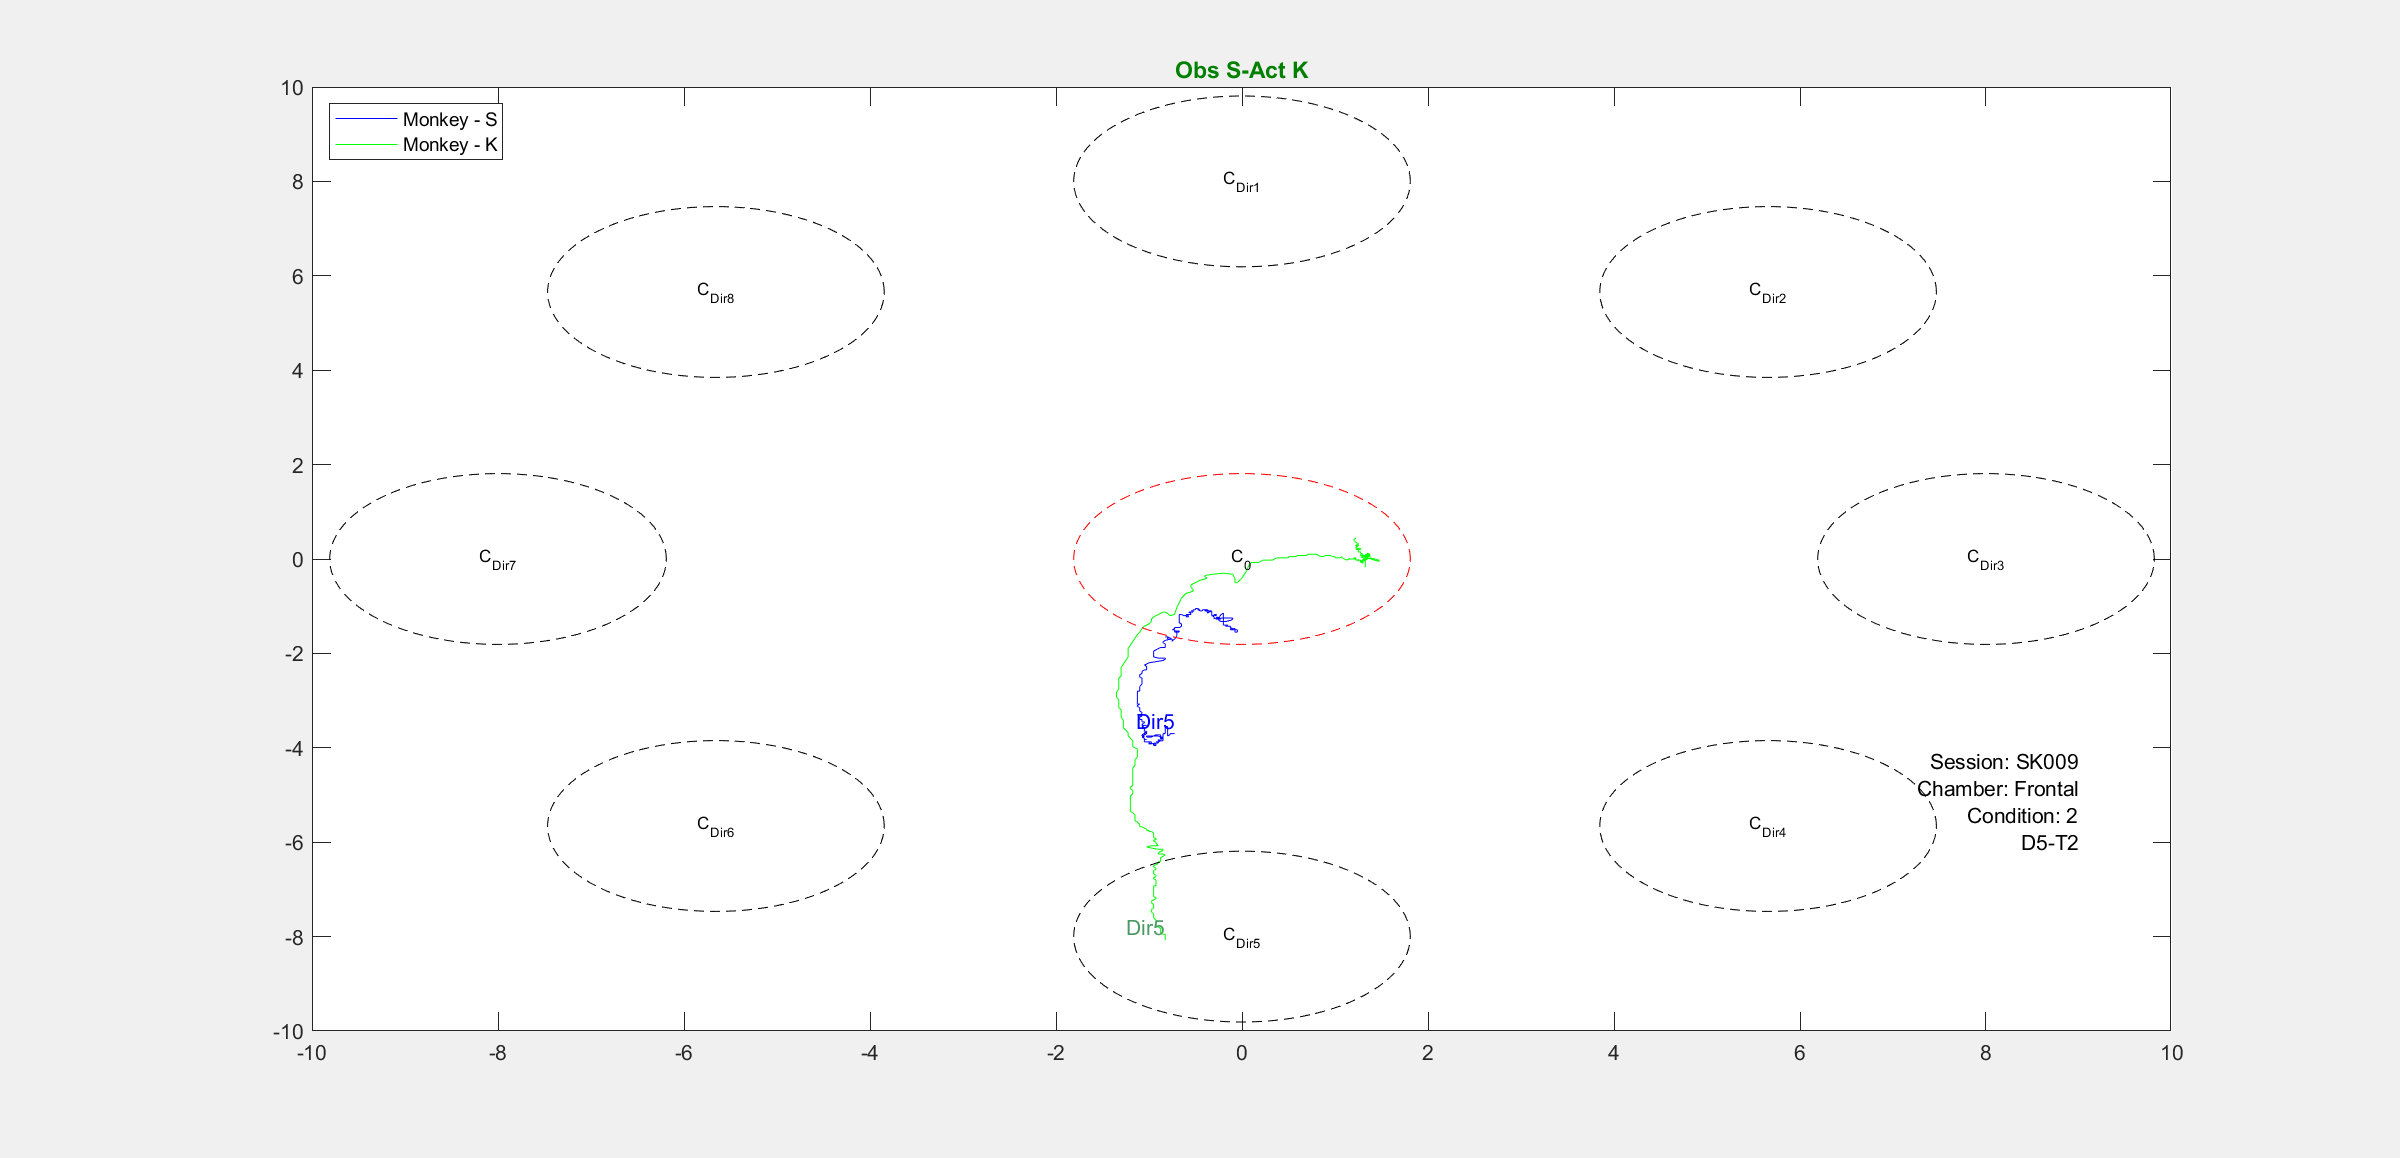 Obs S-Act K
10
Monkey - S
Monkey - K
8
6
4
2
0
-2
-4
-6
-8
-10
C_Dir1
C_Dir8
C_Dir2
C_Dir7
C_0
C_Dir3
Dir5
C_Dir6
C_Dir4
Session: SK009
Chamber: Frontal
Condition: 2
D5-T2
Dir5
C_Dir5
-10 -8 -6 -4 -2 0 2 4 6 8 10